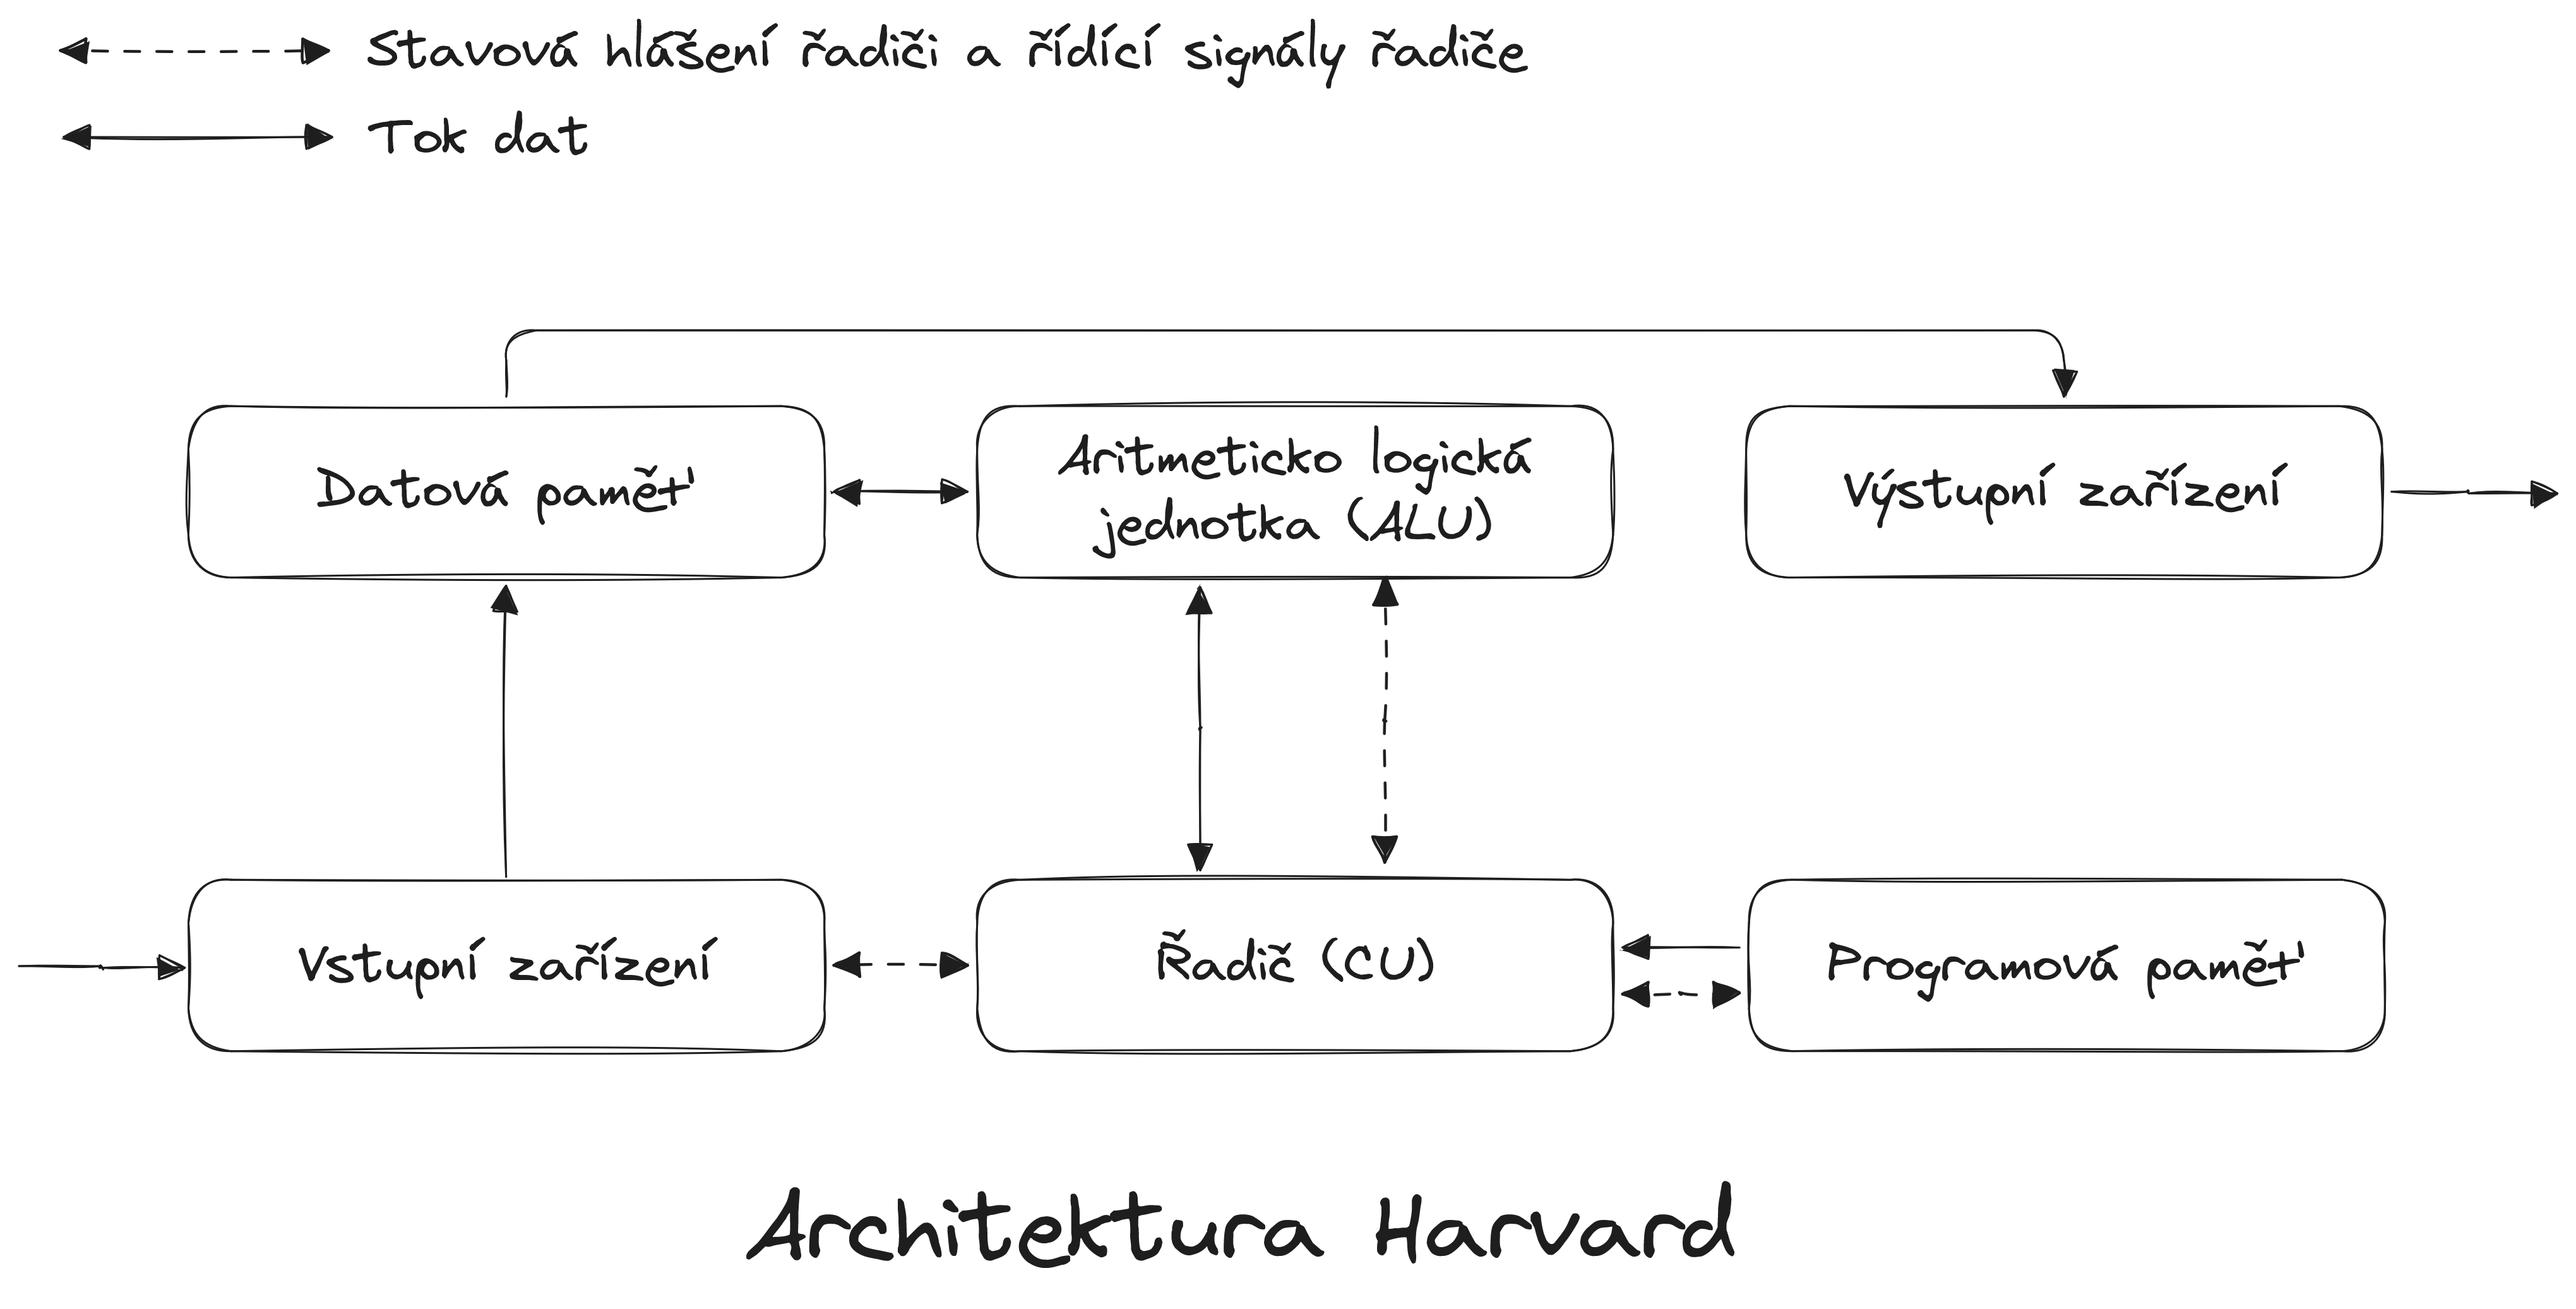 Stavová hlášení řadiči a řídící signály řadiče
Tok dat
Datová paměť
Aritmeticko logická
jednotka (ALU)
Výstupní zařízení
Vstupní zařízení
Řadič (CU)
Programová paměť
Architektura Harvard